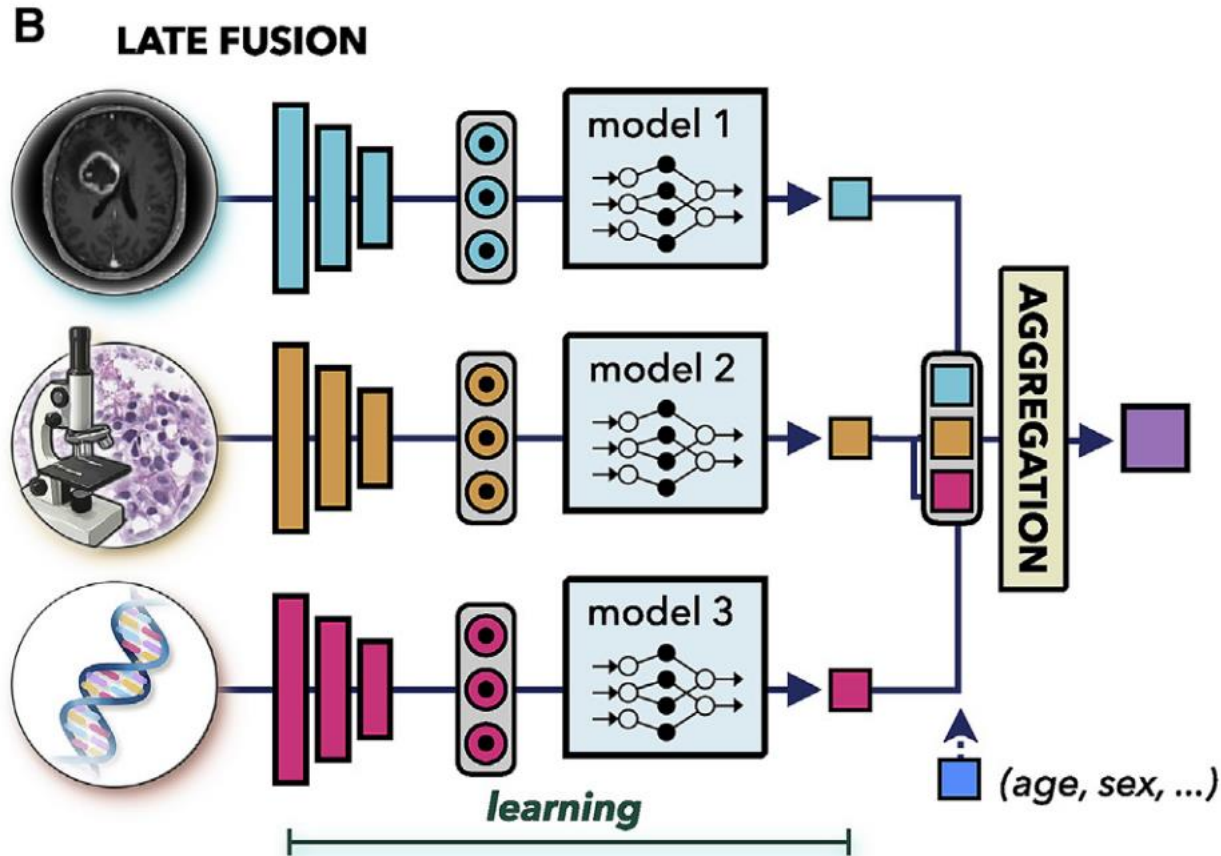 B
LATE FUSION
model 1
model 2
model 3
AGGREGATION
(age, sex, ...)
learning